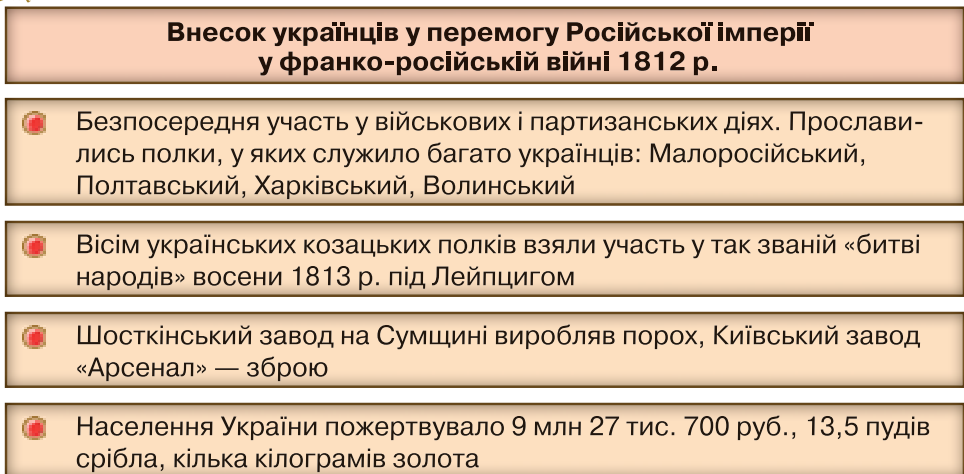 Внесок українців у перемогу Російської імперії
у франко-російській війні 1812 р.
Безпосередня участь у військових і партизанських діях. Прослави-
лись полки, у яких служило багато українців: Малоросійський,
Полтавський, Харківський, Волинський
Вісім українських козацьких полків взяли участь у так званій «битві
народів» восени 1813 р. під Лейпцигом
Шосткінський завод на Сумщині виробляв порох, Київський завод
«Арсенал» — зброю
Населення України пожертвувало 9 млн 27 тис. 700 руб., 13,5 пудів
срібла, кілька кілограмів золота